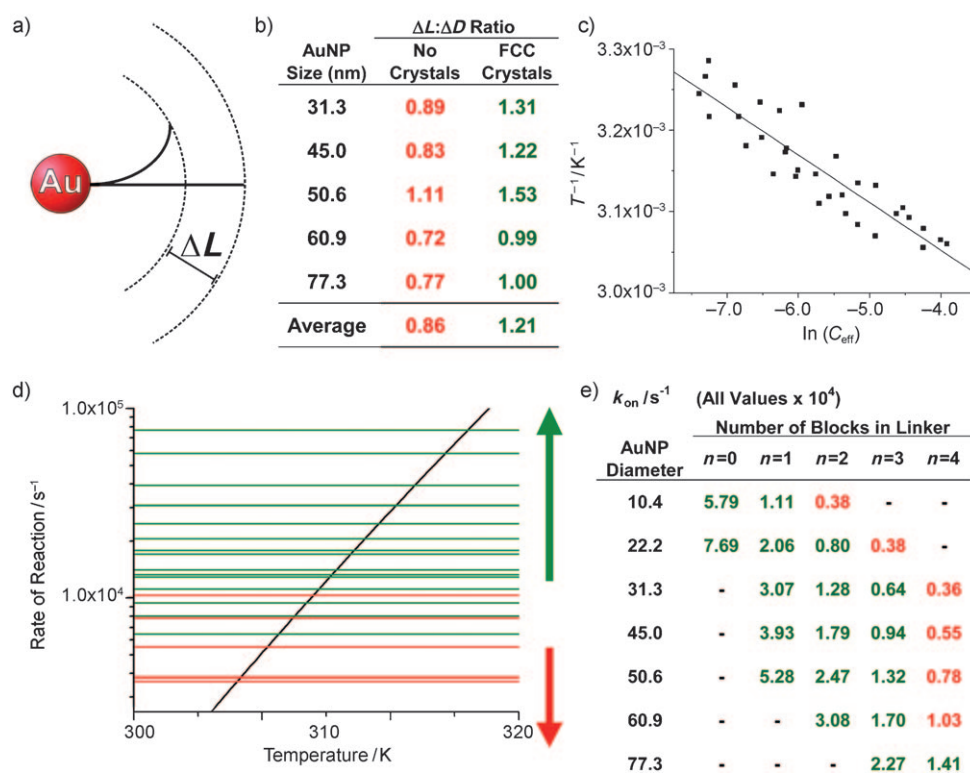 a)
Au
ΔL
b)
ΔL:ΔD Ratio
AuNP Size (nm) No Crystals FCC Crystals
31.3 0.89 1.31
45.0 0.83 1.22
50.6 1.11 1.53
60.9 0.72 0.99
77.3 0.77 1.00
Average 0.86 1.21
c)
3.3x10⁻³
3.2x10⁻³
3.1x10⁻³
3.0x10⁻³
T⁻¹/K⁻¹
–7.0 –6.0 –5.0 –4.0
ln (Ceff)
d)
1.0x10⁵
1.0x10⁴
Rate of Reaction/s⁻¹
300 310 320
Temperature/K
e) kon/s⁻¹ (All Values x 10⁴)
Number of Blocks in Linker
AuNP Diameter n=0 n=1 n=2 n=3 n=4
10.4 5.79 1.11 0.38 - -
22.2 7.69 2.06 0.80 0.38 -
31.3 - 3.07 1.28 0.64 0.36
45.0 - 3.93 1.79 0.94 0.55
50.6 - 5.28 2.47 1.32 0.78
60.9 - - 3.08 1.70 1.03
77.3 - - - 2.27 1.41